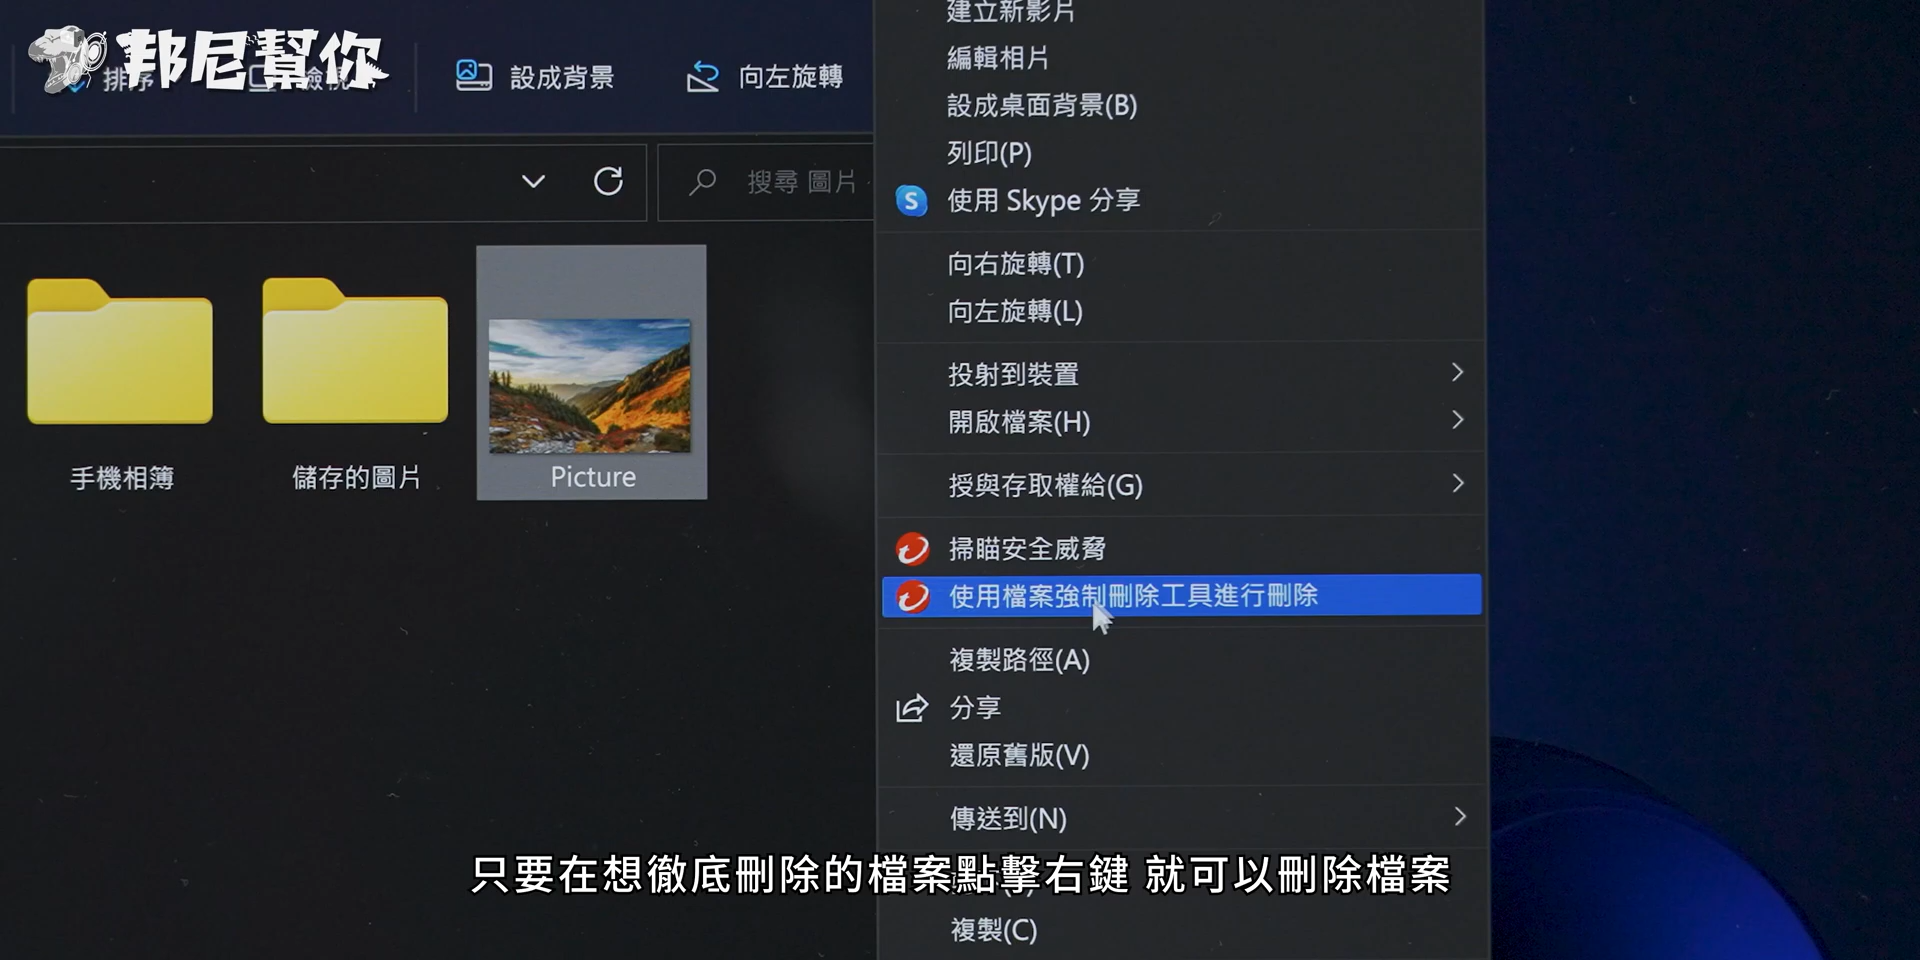 邦尼幫你
排序
設成背景
向左旋轉
搜尋 圖片
手機相簿
儲存的圖片
Picture
建立新影片
編輯相片
設成桌面背景(B)
列印(P)
使用 Skype 分享
向右旋轉(T)
向左旋轉(L)
投射到裝置
開啟檔案(H)
授與存取權給(G)
掃瞄安全威脅
使用檔案強制刪除工具進行刪除
複製路徑(A)
分享
還原舊版(V)
傳送到(N)
只要在想徹底刪除的檔案點擊右鍵 就可以刪除檔案
複製(C)